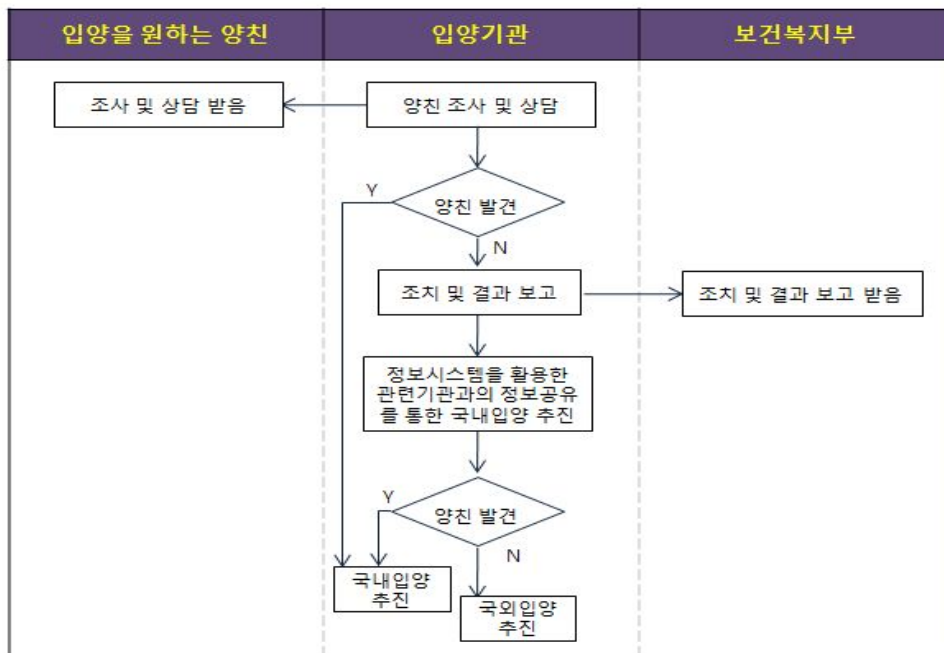 입양을 원하는 양친
입양기관
보건복지부
조사 및 상담 받음
양친 조사 및 상담
Y
양친 발견
N
조치 및 결과 보고
조치 및 결과 보고 받음
정보시스템을 활용한
관련기관과의 정보공유
를 통한 국내입양 추진
Y
양친 발견
N
국내입양
추진
국외입양
추진